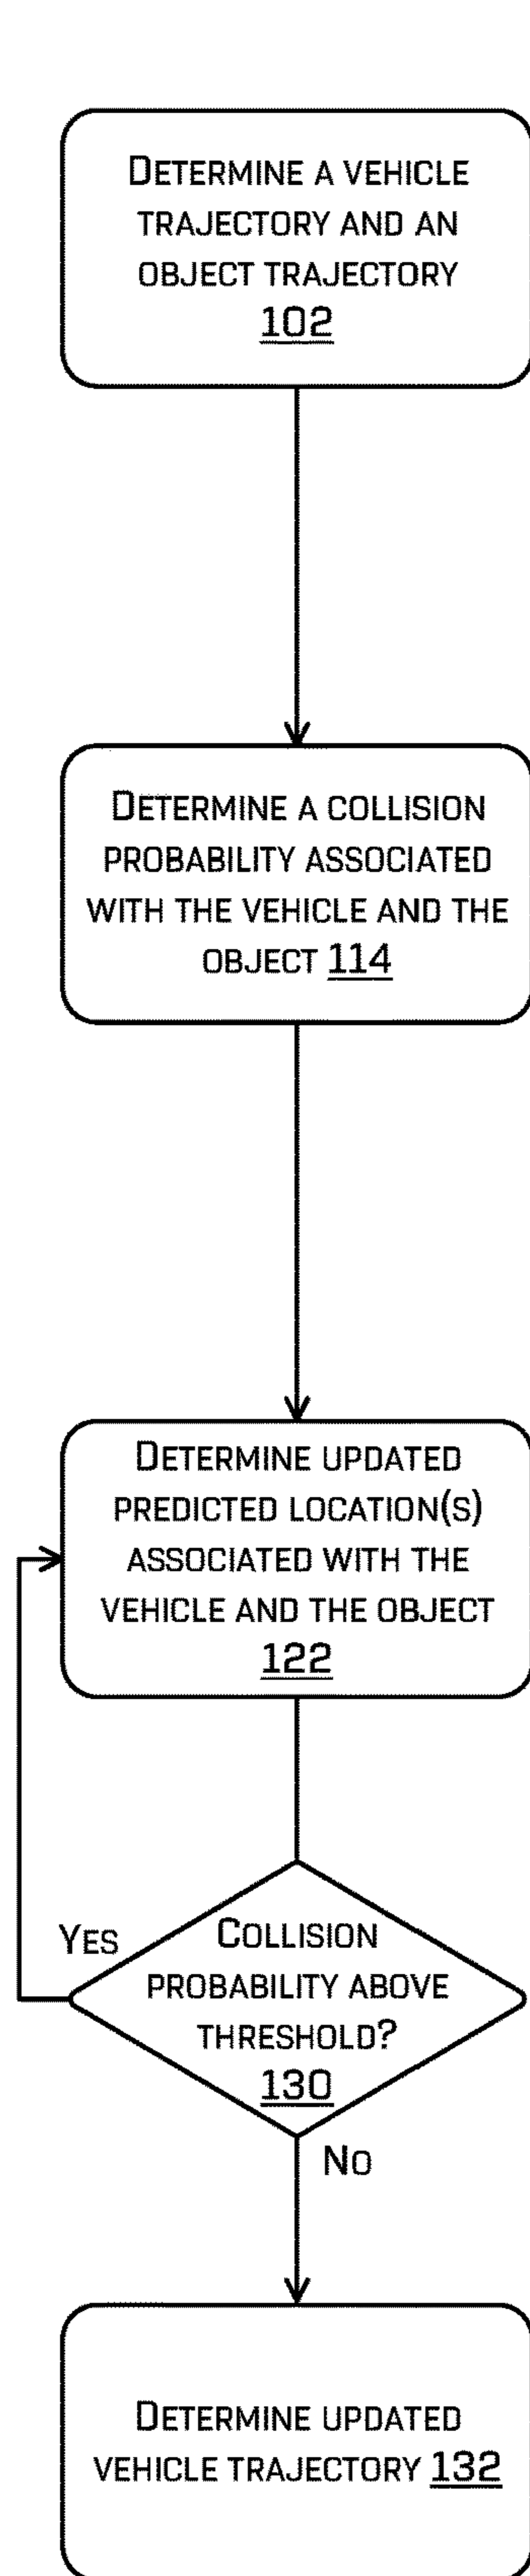 DETERMINE A VEHICLE
TRAJECTORY AND AN
OBJECT TRAJECTORY
102
DETERMINE A COLLISION
PROBABILITY ASSOCIATED
WITH THE VEHICLE AND THE
OBJECT 114
DETERMINE UPDATED
PREDICTED LOCATION(S)
ASSOCIATED WITH THE
VEHICLE AND THE OBJECT
122
YES
COLLISION
PROBABILITY ABOVE
THRESHOLD?
130
NO
DETERMINE UPDATED
VEHICLE TRAJECTORY 132